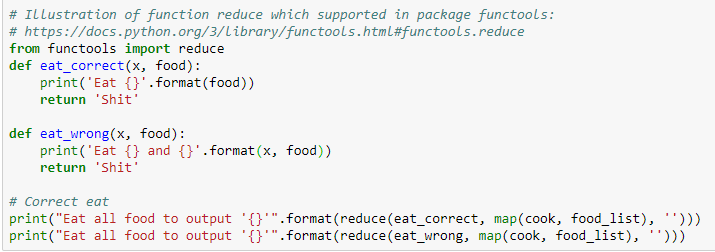 # Illustration of function reduce which supported in package functools:
# https://docs.python.org/3/library/functools.html#functools.reduce
from functools import reduce
def eat_correct(x, food):
    print('Eat {}'.format(food))
    return 'Shit'

def eat_wrong(x, food):
    print('Eat {} and {}'.format(x, food))
    return 'Shit'

# Correct eat
print("Eat all food to output '{}'".format(reduce(eat_correct, map(cook, food_list), '')))
print("Eat all food to output '{}'".format(reduce(eat_wrong, map(cook, food_list), '')))